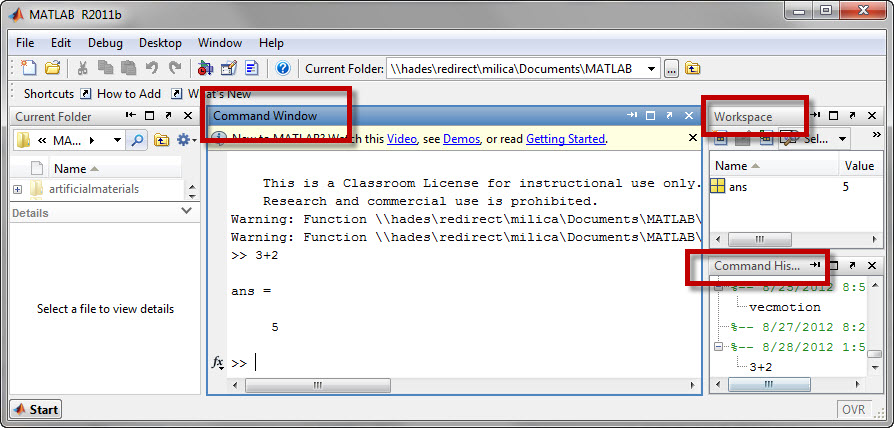 MATLAB R2011b
File Edit Debug Desktop Window Help
Current Folder: \\hades\redirect\milica\Documents\MATLAB ...
Shortcuts How to Add What's New
Current Folder
MA...
Name
artificialmaterials
Details
Select a file to view details
Command Window
New to MATLAB? Watch this Video, see Demos, or read Getting Started.
This is a Classroom License for instructional use only.
Research and commercial use is prohibited.
Warning: Function \\hades\redirect\milica\Documents\MATLAB\
Warning: Function \\hades\redirect\milica\Documents\MATLAB\
>> 3+2
ans =
5
fx >>
Workspace
Sel... »
Name Value
ans 5
Command His...
%-- 8/25/2012 8:5
vecmotion
%-- 8/27/2012 8:2
%-- 8/28/2012 1:5
3+2
Start
OVR